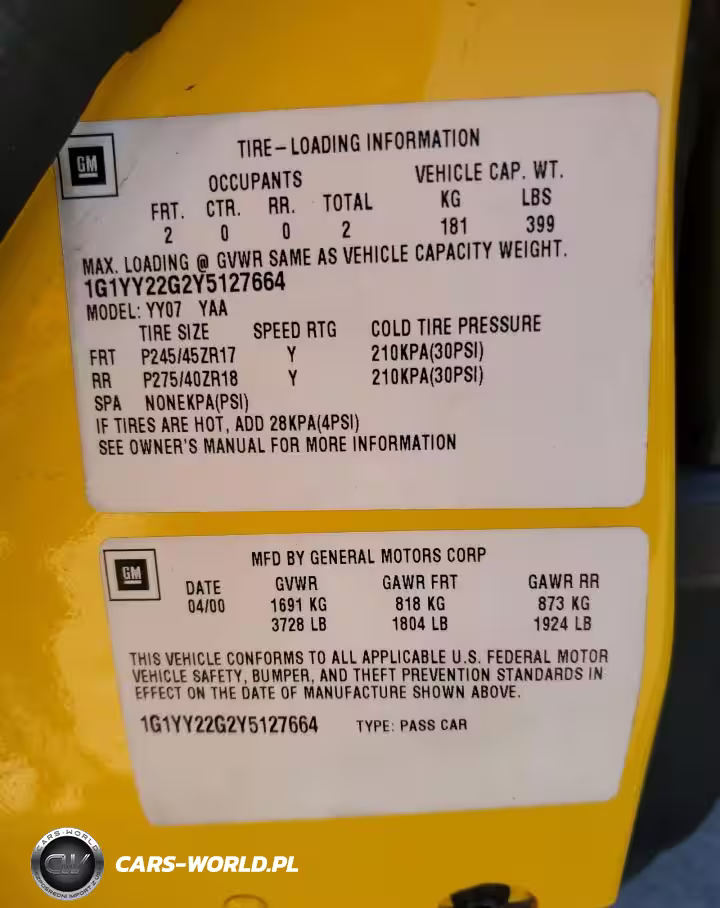 GM
TIRE-LOADING INFORMATION
OCCUPANTS VEHICLE CAP. WT.
FRT. CTR. RR. TOTAL KG LBS
2 0 0 2 181 399
MAX. LOADING @ GVWR SAME AS VEHICLE CAPACITY WEIGHT.
1G1YY22G2Y5127664
MODEL: YY07 YAA
TIRE SIZE SPEED RTG COLD TIRE PRESSURE
FRT P245/45ZR17 Y 210KPA(30PSI)
RR P275/40ZR18 Y 210KPA(30PSI)
SPA NONEKPA(PSI)
IF TIRES ARE HOT, ADD 28KPA(4PSI)
SEE OWNER'S MANUAL FOR MORE INFORMATION
GM
MFD BY GENERAL MOTORS CORP
DATE GVWR GAWR FRT GAWR RR
04/00 1691 KG 818 KG 873 KG
3728 LB 1804 LB 1924 LB
THIS VEHICLE CONFORMS TO ALL APPLICABLE U.S. FEDERAL MOTOR
VEHICLE SAFETY, BUMPER, AND THEFT PREVENTION STANDARDS IN
EFFECT ON THE DATE OF MANUFACTURE SHOWN ABOVE.
1G1YY22G2Y5127664 TYPE: PASS CAR
CARS-WORLD
CW
CARS-WORLD.PL